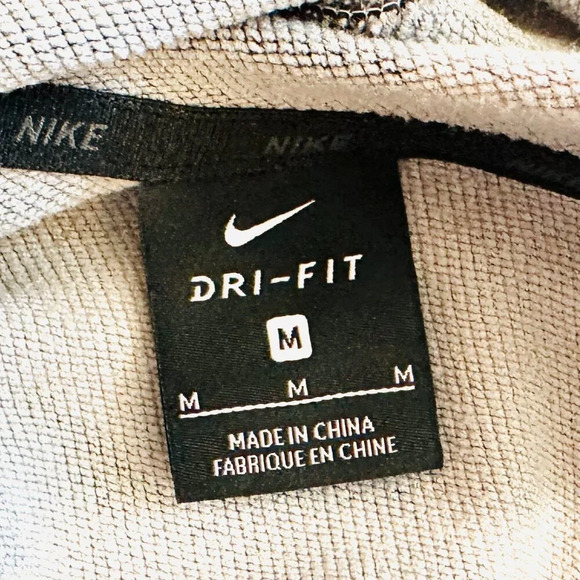 NIKE NIKE
DRI-FIT
M
M M M
MADE IN CHINA
FABRIQUE EN CHINE